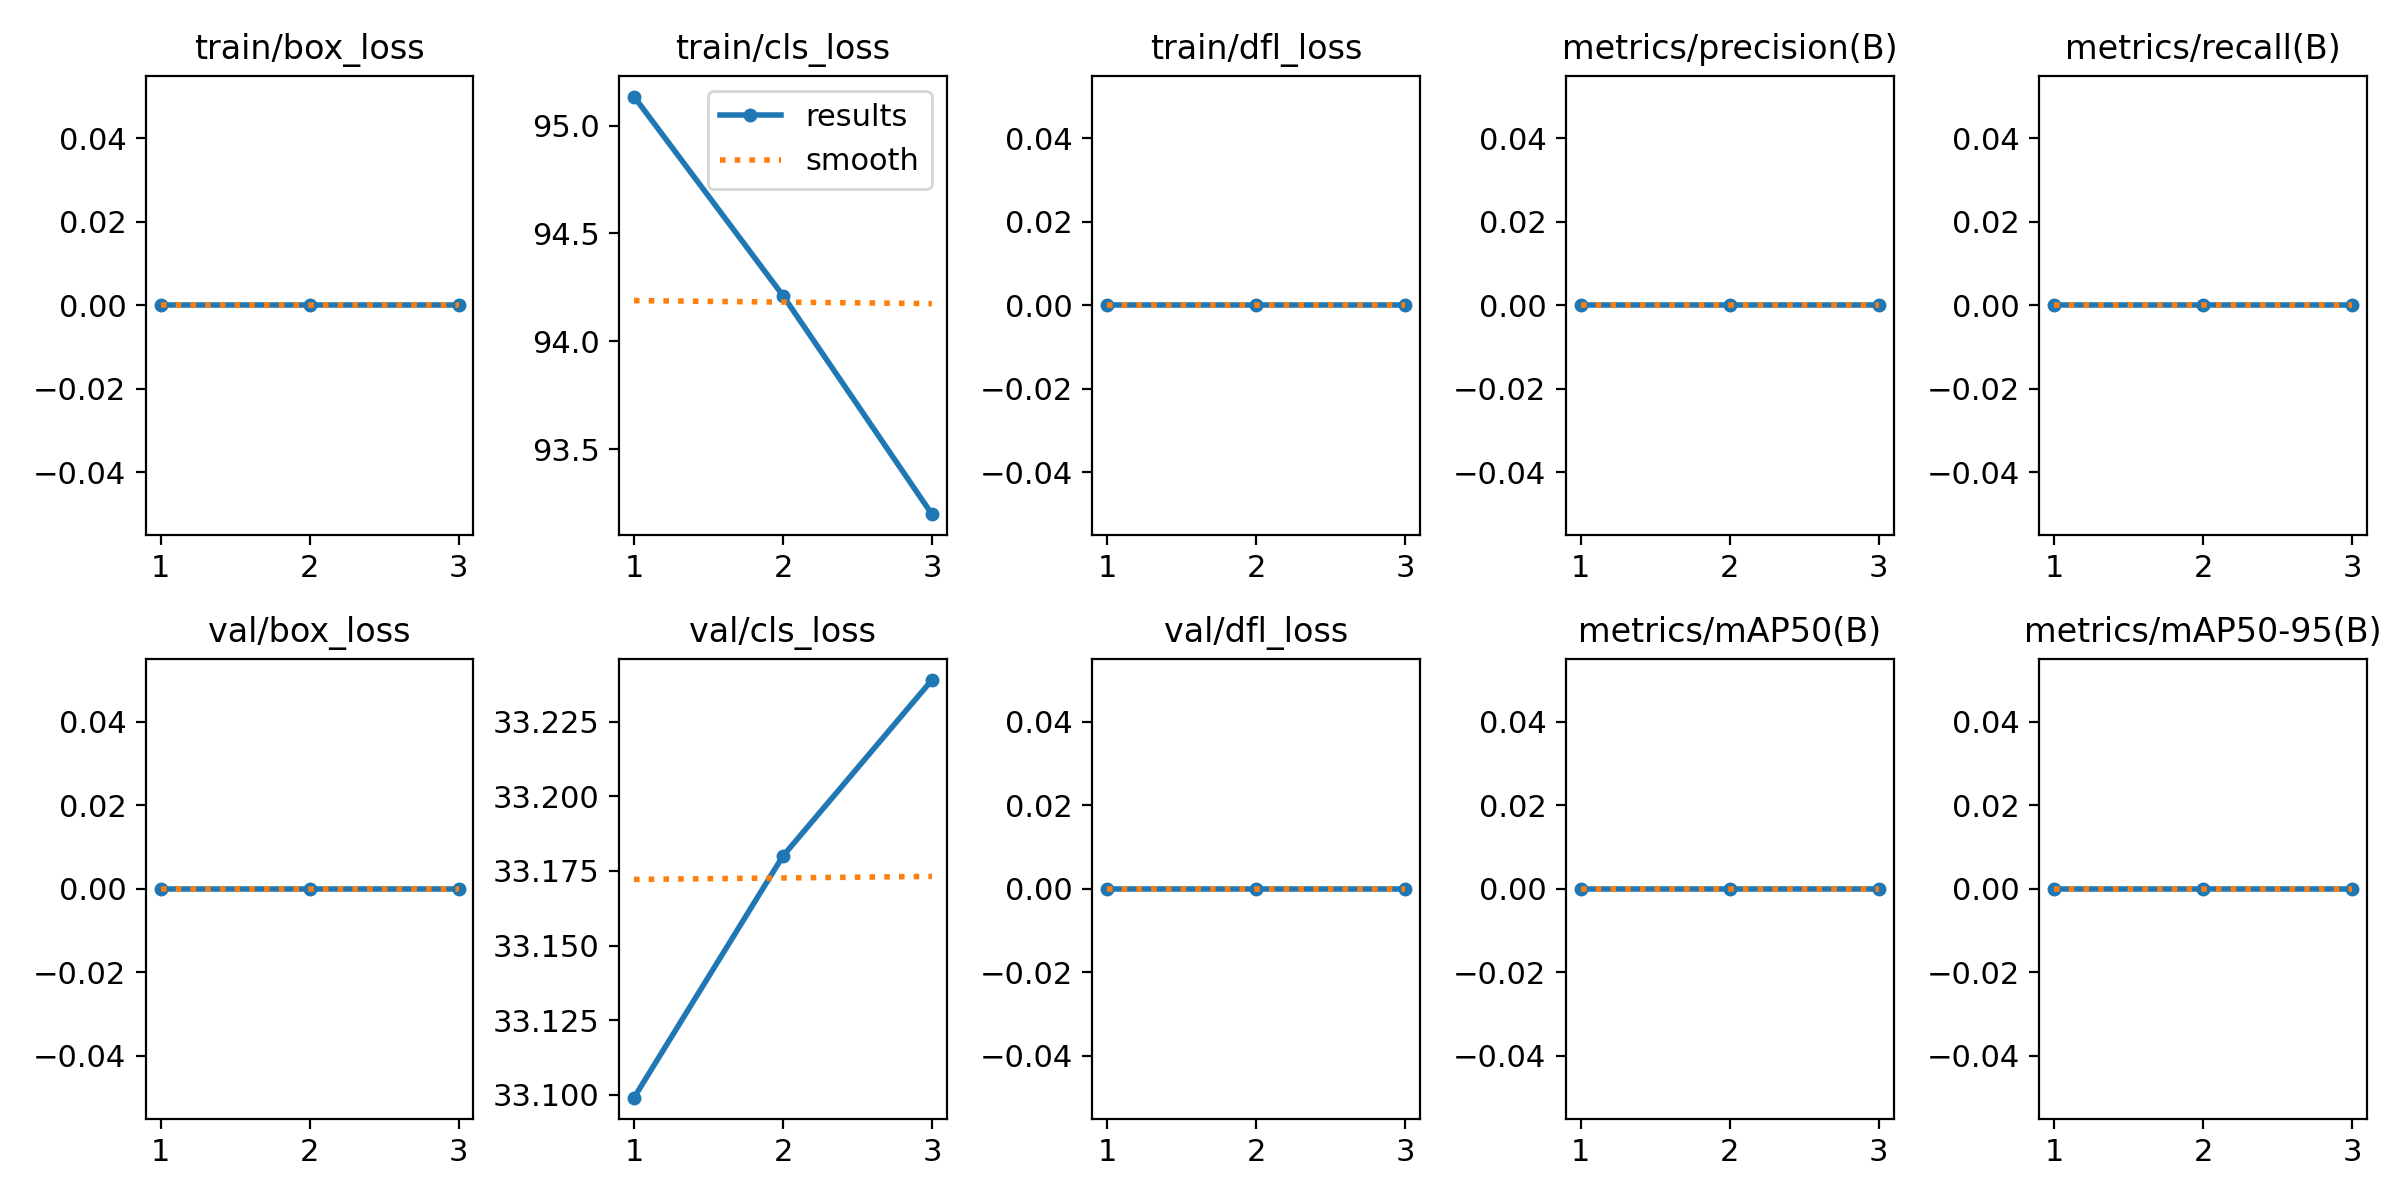 train/box_loss
0.04
0.02
0.00
−0.02
−0.04
1 2 3
train/cls_loss
results
smooth
95.0
94.5
94.0
93.5
1 2 3
train/dfl_loss
0.04
0.02
0.00
−0.02
−0.04
1 2 3
metrics/precision(B)
0.04
0.02
0.00
−0.02
−0.04
1 2 3
metrics/recall(B)
0.04
0.02
0.00
−0.02
−0.04
1 2 3
val/box_loss
0.04
0.02
0.00
−0.02
−0.04
1 2 3
val/cls_loss
33.225
33.200
33.175
33.150
33.125
33.100
1 2 3
val/dfl_loss
0.04
0.02
0.00
−0.02
−0.04
1 2 3
metrics/mAP50(B)
0.04
0.02
0.00
−0.02
−0.04
1 2 3
metrics/mAP50-95(B)
0.04
0.02
0.00
−0.02
−0.04
1 2 3